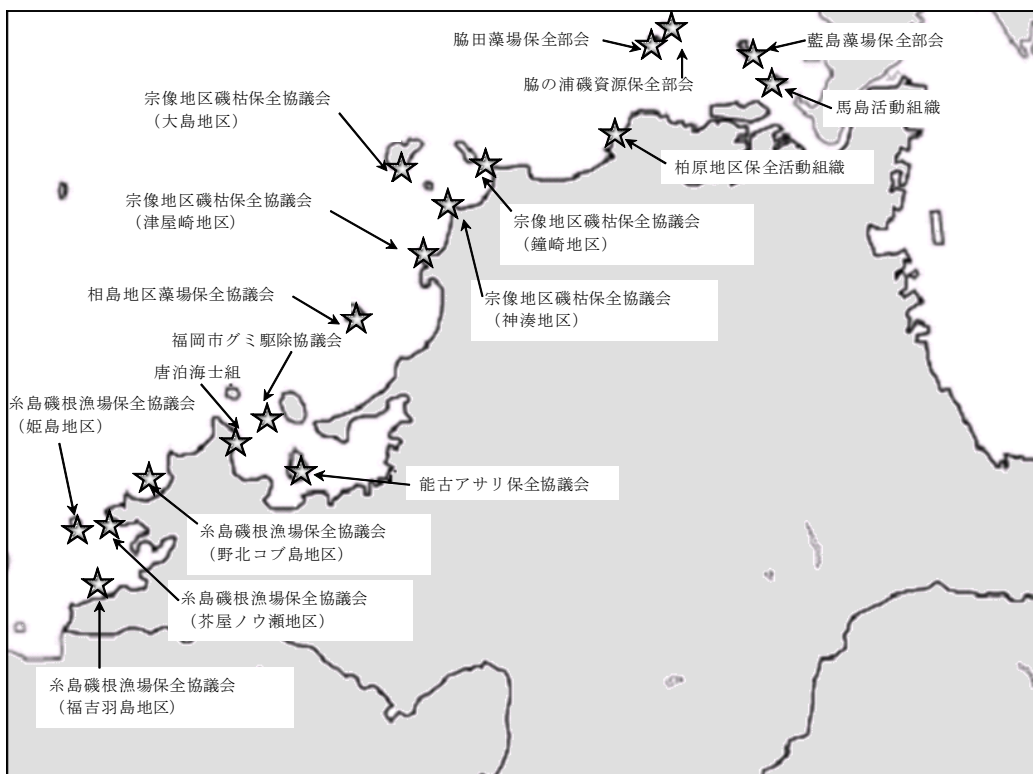 脇田藻場保全部会
藍島藻場保全部会
脇の浦磯資源保全部会
宗像地区磯枯保全協議会
（大島地区）
馬島活動組織
柏原地区保全活動組織
宗像地区磯枯保全協議会
（津屋崎地区）
宗像地区磯枯保全協議会
（鐘崎地区）
相島地区藻場保全協議会
宗像地区磯枯保全協議会
（神湊地区）
福岡市グミ駆除協議会
唐泊海士組
糸島磯根漁場保全協議会
（姫島地区）
能古アサリ保全協議会
糸島磯根漁場保全協議会
（野北コブ島地区）
糸島磯根漁場保全協議会
（芥屋ノウ瀬地区）
糸島磯根漁場保全協議会
（福吉羽島地区）